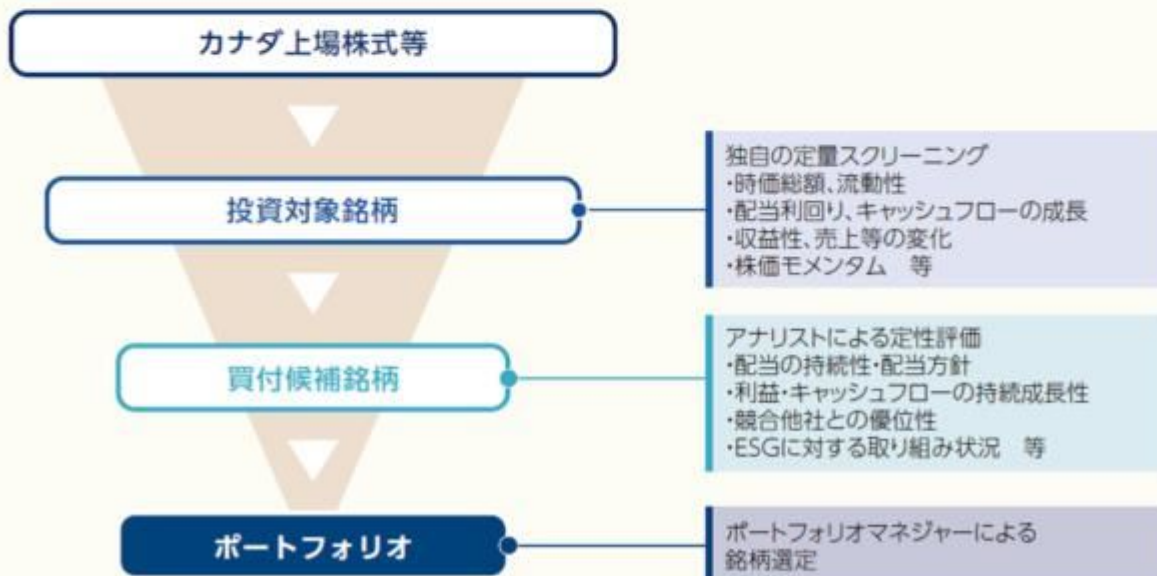 カナダ上場株式等
投資対象銘柄
独自の定量スクリーニング
・時価総額、流動性
・配当利回り、キャッシュフローの成長
・収益性、売上等の変化
・株価モメンタム　等
買付候補銘柄
アナリストによる定性評価
・配当の持続性・配当方針
・利益・キャッシュフローの持続成長性
・競合他社との優位性
・ESGに対する取り組み状況　等
ポートフォリオ
ポートフォリオマネジャーによる
銘柄選定